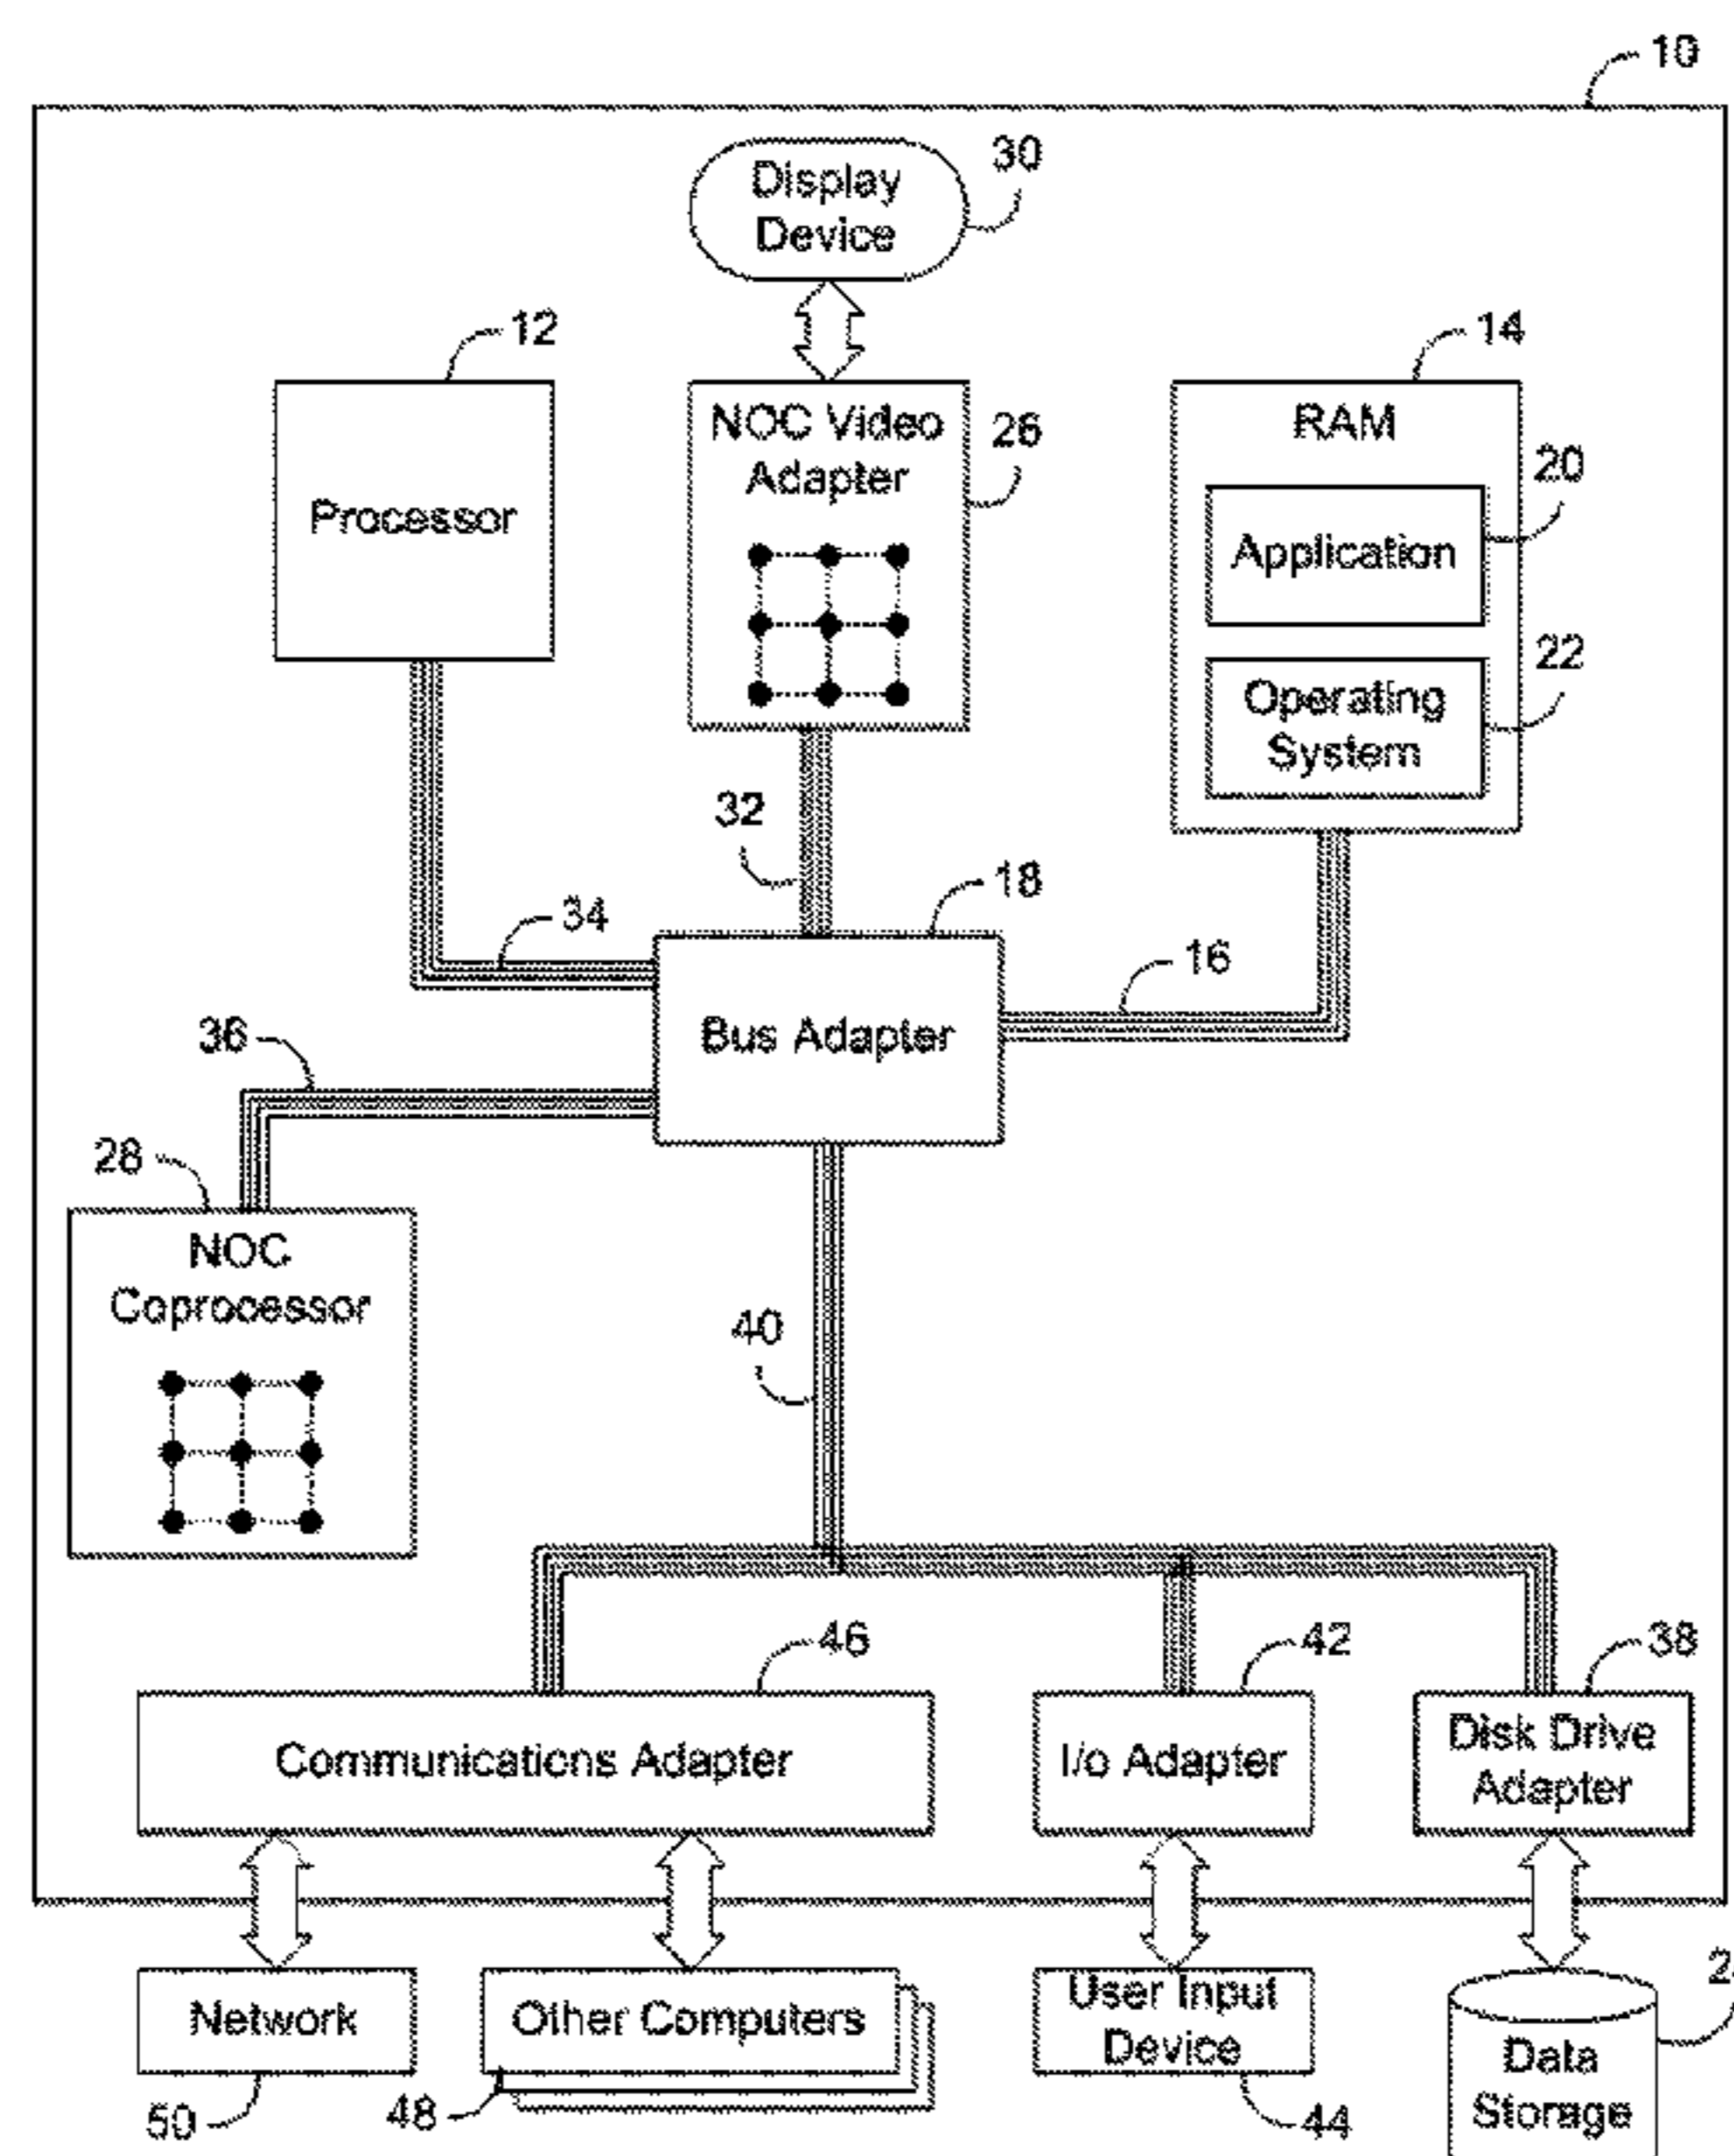 10
Display
Device
30
12
14
NOC Video
Adapter
26
RAM
20
Processor
Application
22
Operating
System
32
18
34
16
36
Bus Adapter
28
NOC
Coprocessor
40
46
42
38
Communications Adapter
I/o Adapter
Disk Drive
Adapter
Network
Other Computers
User Input
Device
Data
Storage
50
48
44